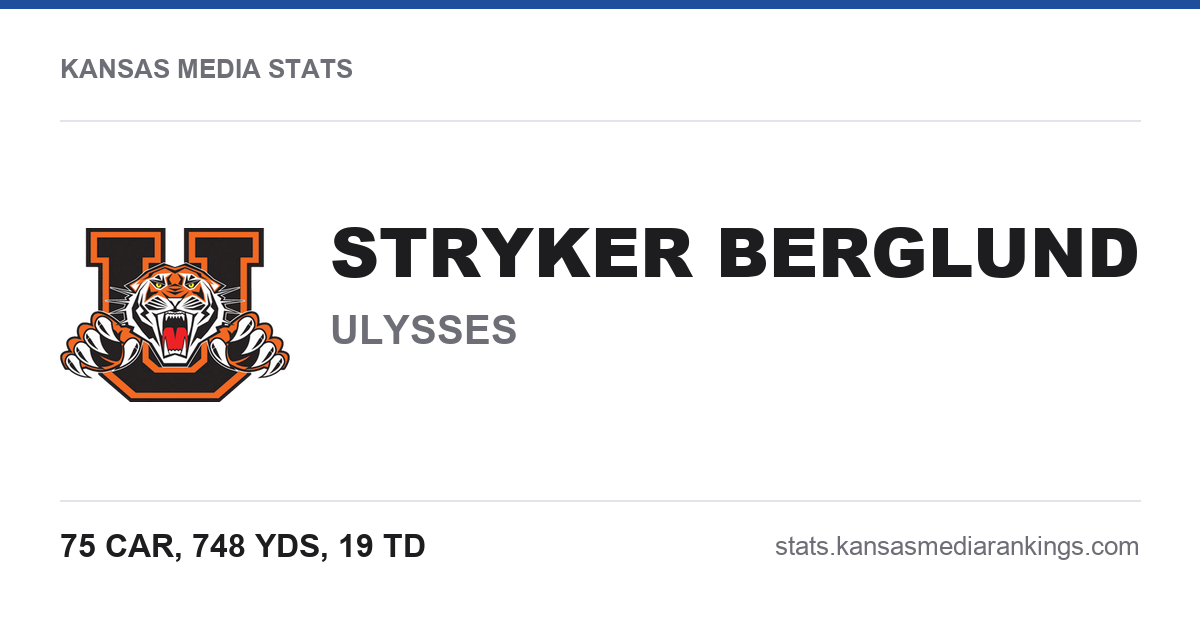 KANSAS MEDIA STATS
U
STRYKER BERGLUND
ULYSSES
75 CAR, 748 YDS, 19 TD
stats.kansasmediarankings.com